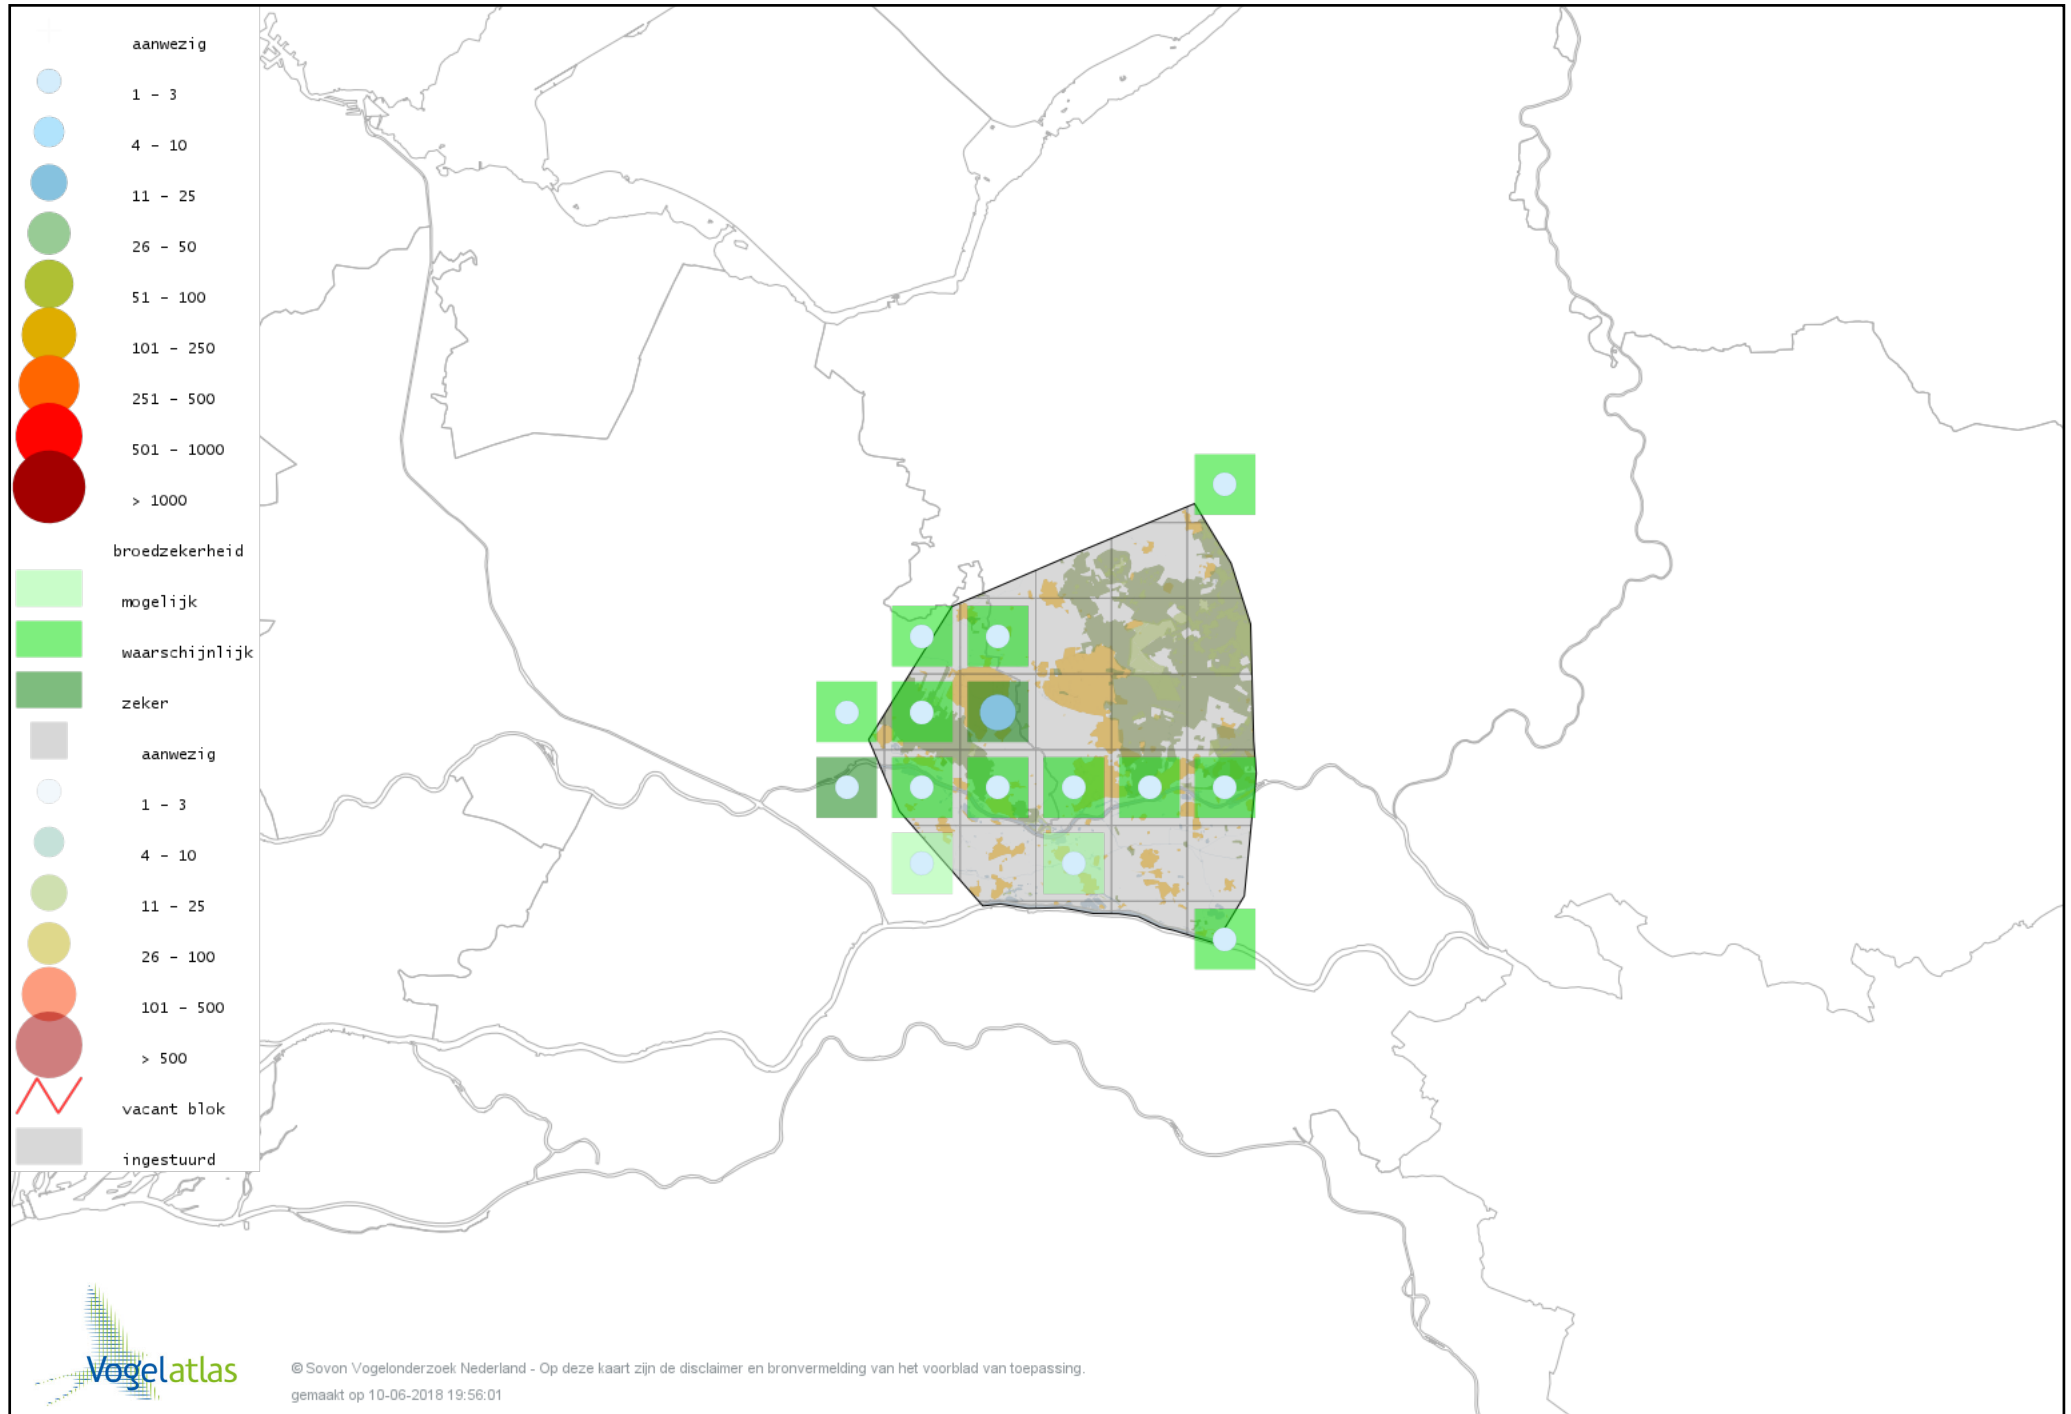 aanwezig
1 - 3
4 - 10
11 - 25
26 - 50
51 - 100
101 - 250
251 - 500
501 - 1000
> 1000
broedzekerheid
mogelijk
waarschijnlijk
zeker
aanwezig
1 - 3
4 - 10
11 - 25
26 - 100
101 - 500
> 500
vacant blok
ingestuurd
Vogelatlas
© Sovon Vogelonderzoek Nederland - Op deze kaart zijn de disclaimer en bronvermelding van het voorblad van toepassing.
gemaakt op 10-06-2018 19:56:01